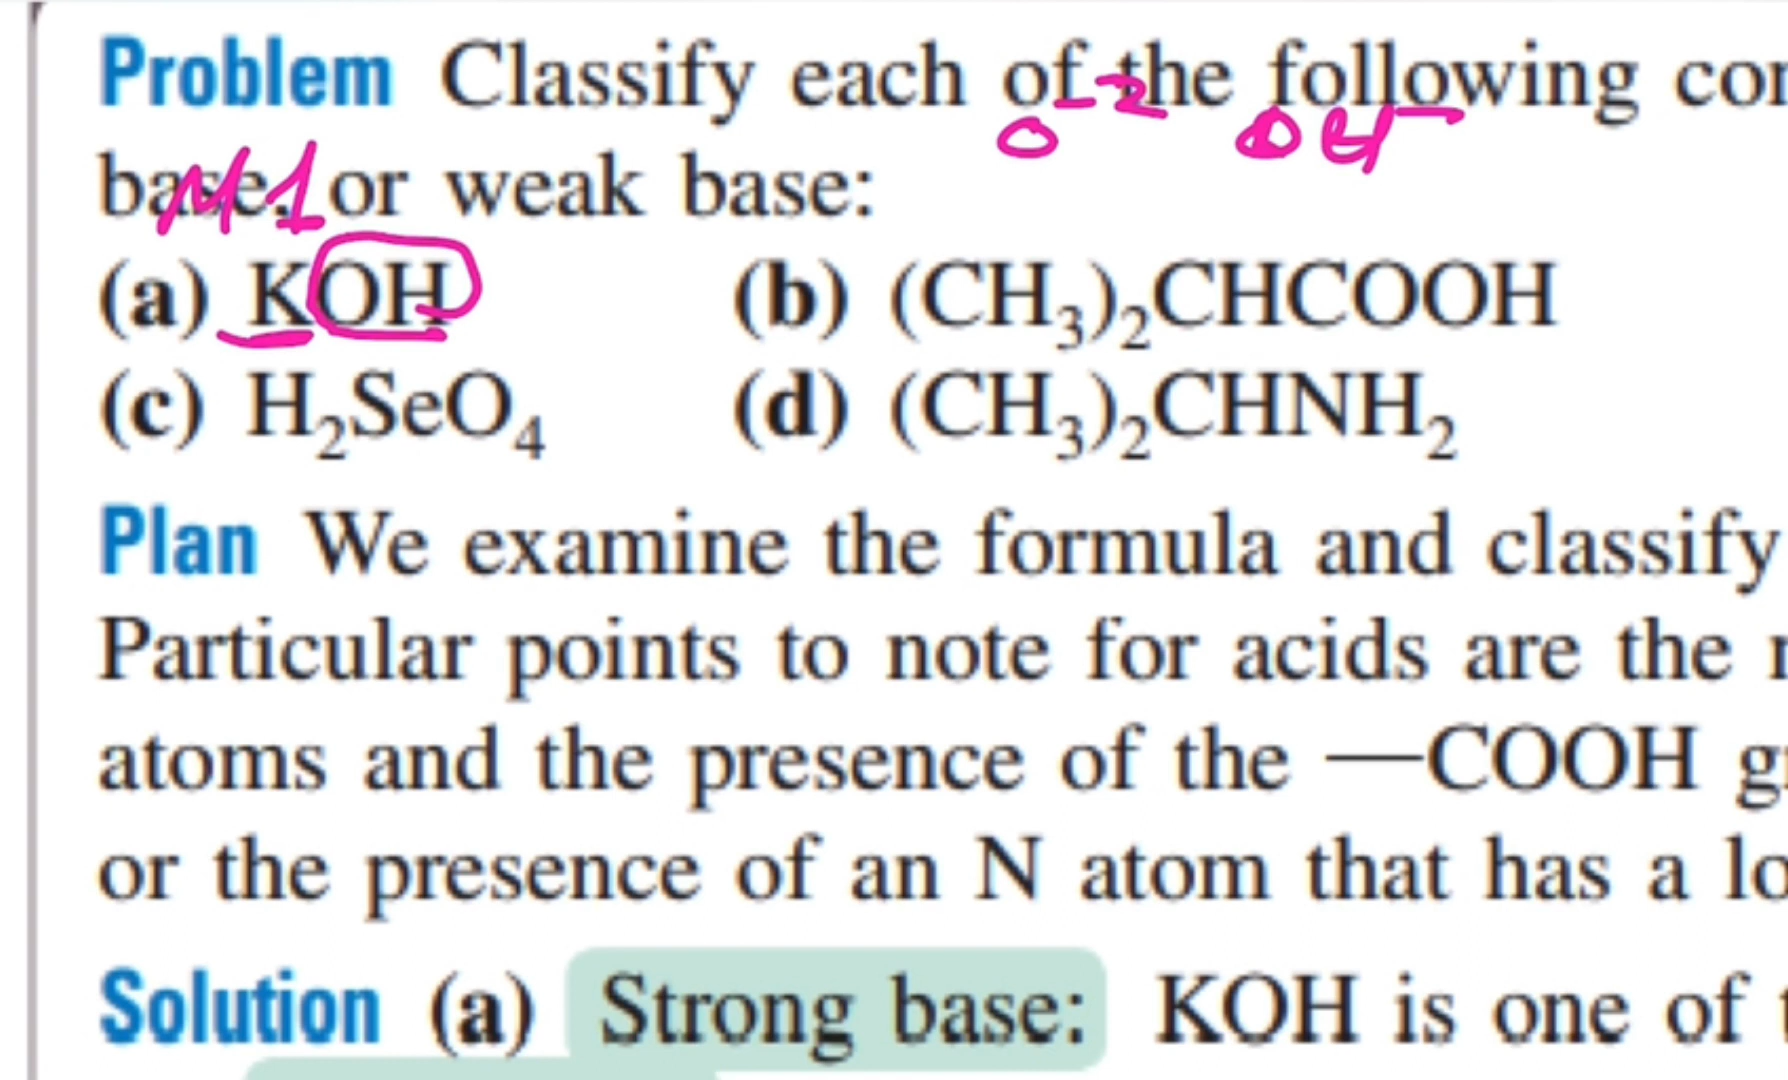 Problem Classify each of the following
base, or weak base:
M1
(a) KOH (b) (CH₃)₂CHCOOH
(c) H₂SeO₄ (d) (CH₃)₂CHNH₂
Plan We examine the formula and classify
Particular points to note for acids are the
atoms and the presence of the —COOH
or the presence of an N atom that has a
Solution (a) Strong base: KOH is one of